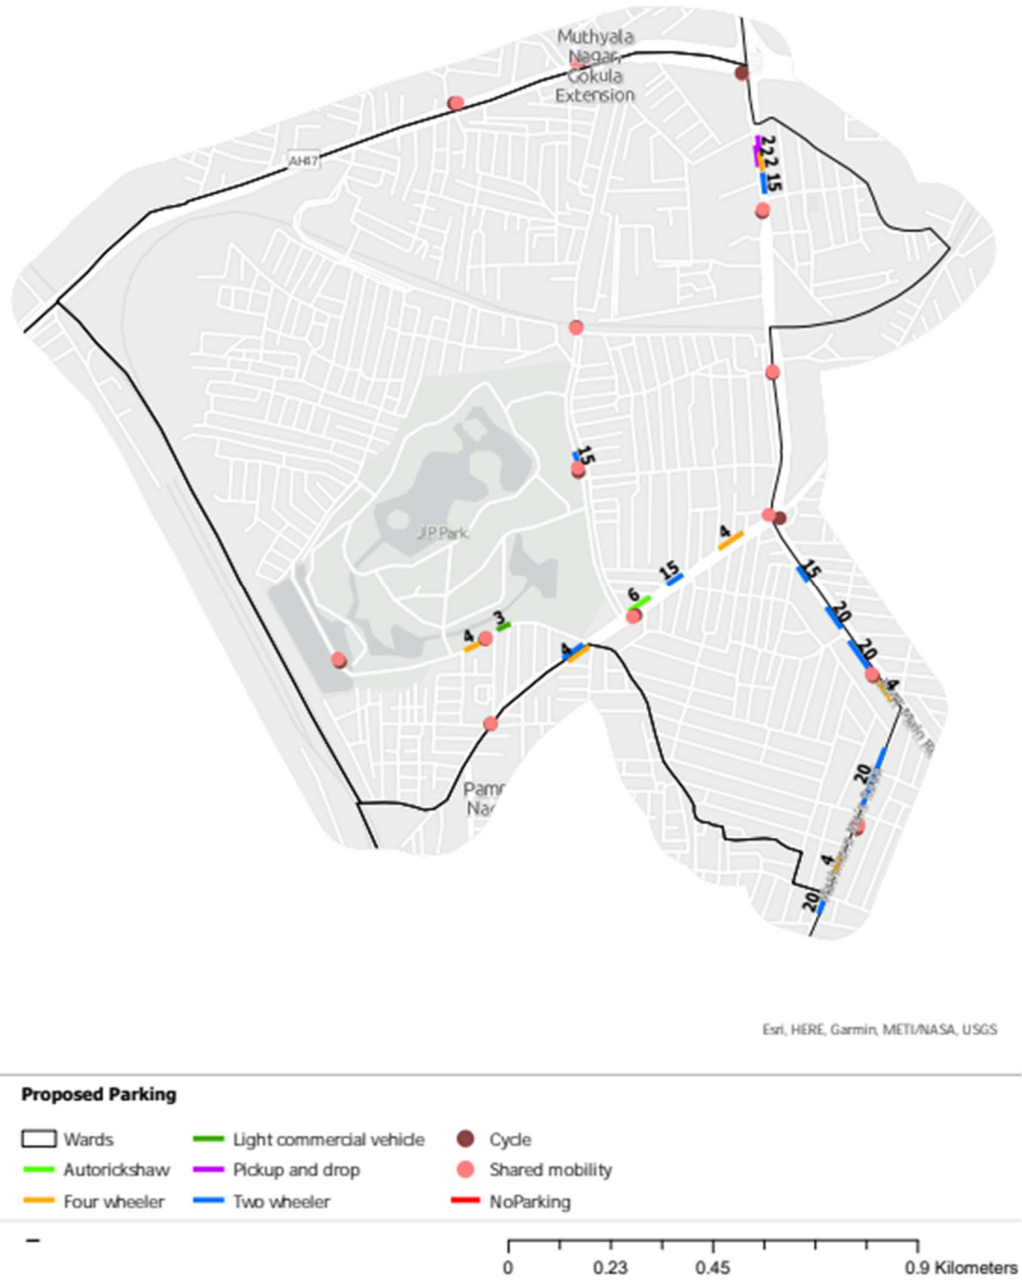 Muthyala
Nagar,
Gokula
Extension
AH47
2
2
2
15
15
J.P.Park
4
15
6
3
4
4
15
20
20
4
20
4
20
Esri, HERE, Garmin, METI/NASA, USGS
Proposed Parking
Wards
Light commercial vehicle
Cycle
Autorickshaw
Pickup and drop
Shared mobility
Four wheeler
Two wheeler
NoParking
0
0.23
0.45
0.9 Kilometers